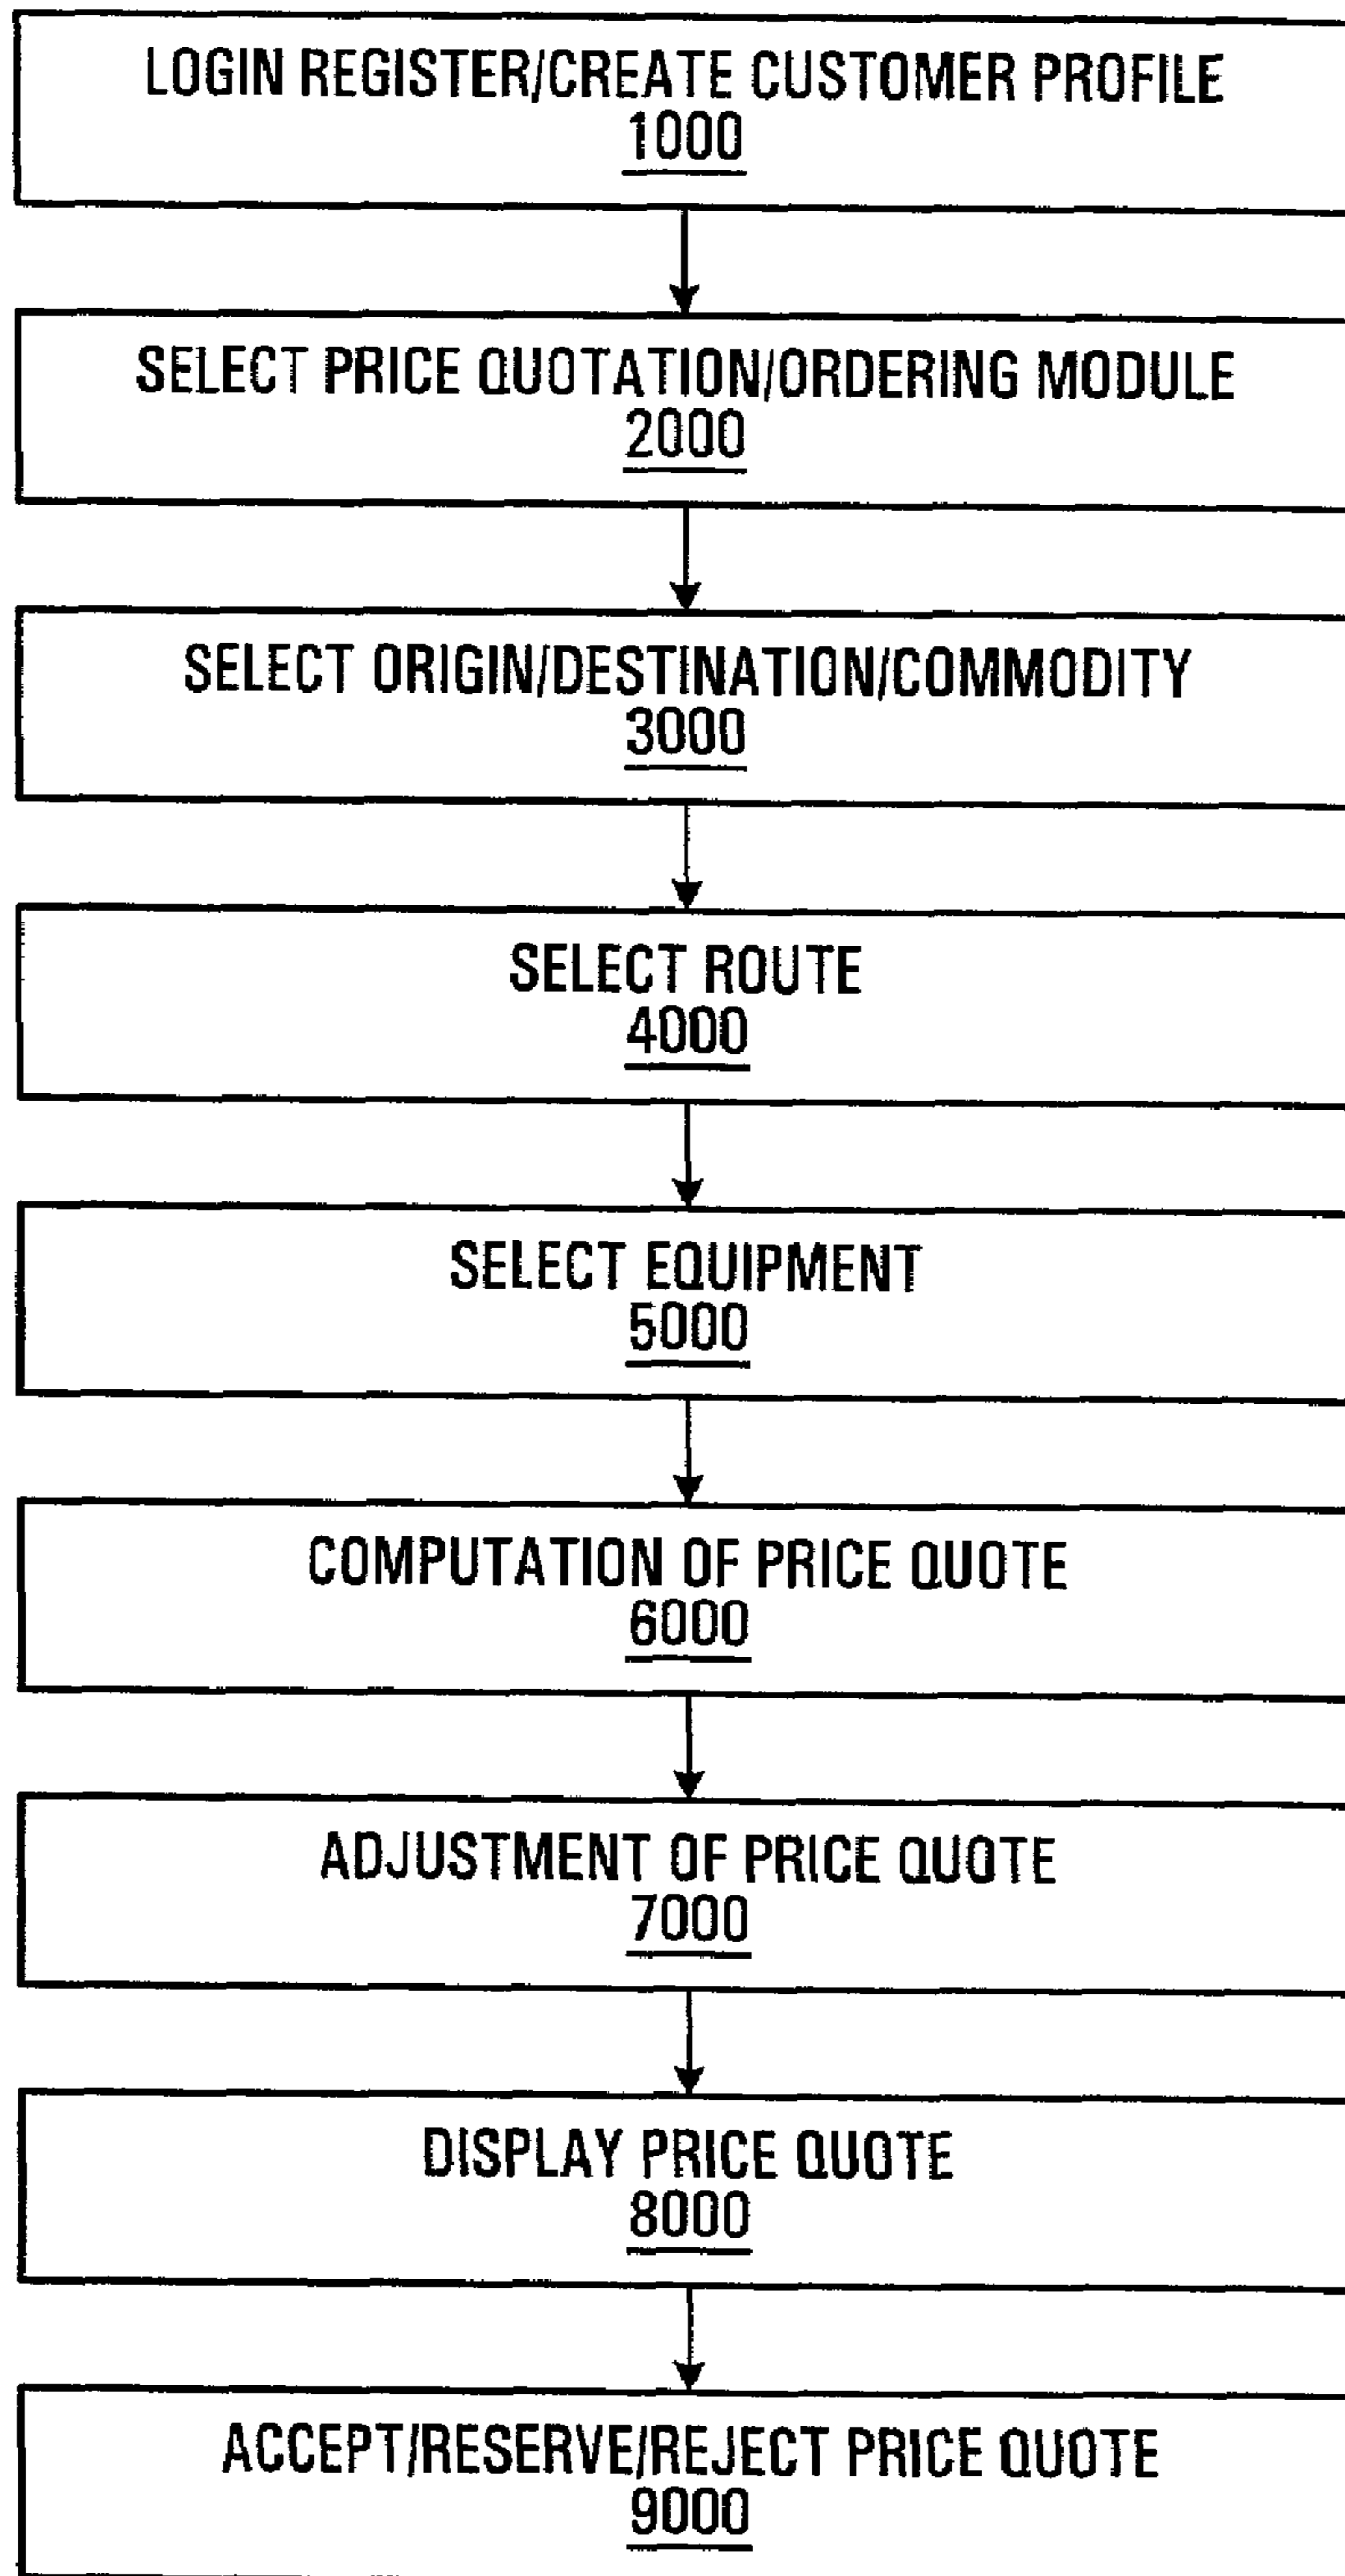 LOGIN REGISTER/CREATE CUSTOMER PROFILE
1000
SELECT PRICE QUOTATION/ORDERING MODULE
2000
SELECT ORIGIN/DESTINATION/COMMODITY
3000
SELECT ROUTE
4000
SELECT EQUIPMENT
5000
COMPUTATION OF PRICE QUOTE
6000
ADJUSTMENT OF PRICE QUOTE
7000
DISPLAY PRICE QUOTE
8000
ACCEPT/RESERVE/REJECT PRICE QUOTE
9000